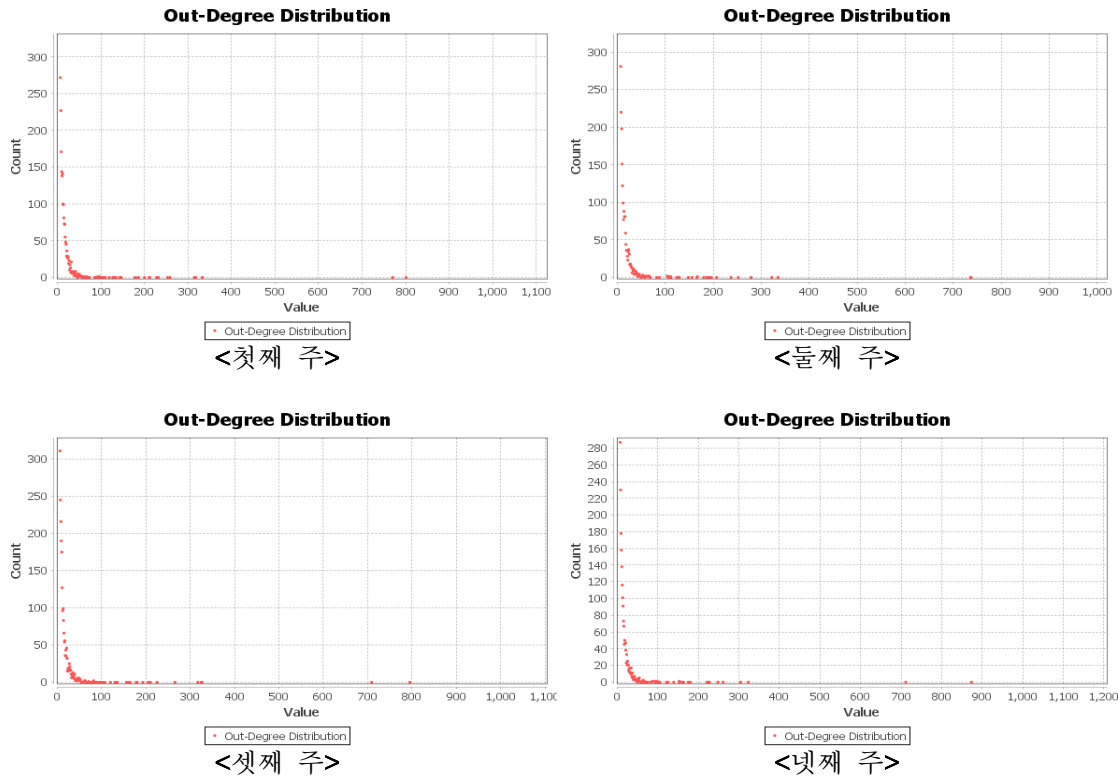 Out-Degree Distribution
300
250
200
150
100
50
0
Count
0 100 200 300 400 500 600 700 800 900 1,000 1,100
Value
Out-Degree Distribution
<첫째 주>
Out-Degree Distribution
300
250
200
150
100
50
0
Count
0 100 200 300 400 500 600 700 800 900 1,000
Value
Out-Degree Distribution
<둘째 주>
Out-Degree Distribution
300
250
200
150
100
50
0
Count
0 100 200 300 400 500 600 700 800 900 1,000 1,100
Value
Out-Degree Distribution
<셋째 주>
Out-Degree Distribution
280
260
240
220
200
180
160
140
120
100
80
60
40
20
0
Count
0 100 200 300 400 500 600 700 800 900 1,000 1,100 1,200
Value
Out-Degree Distribution
<넷째 주>